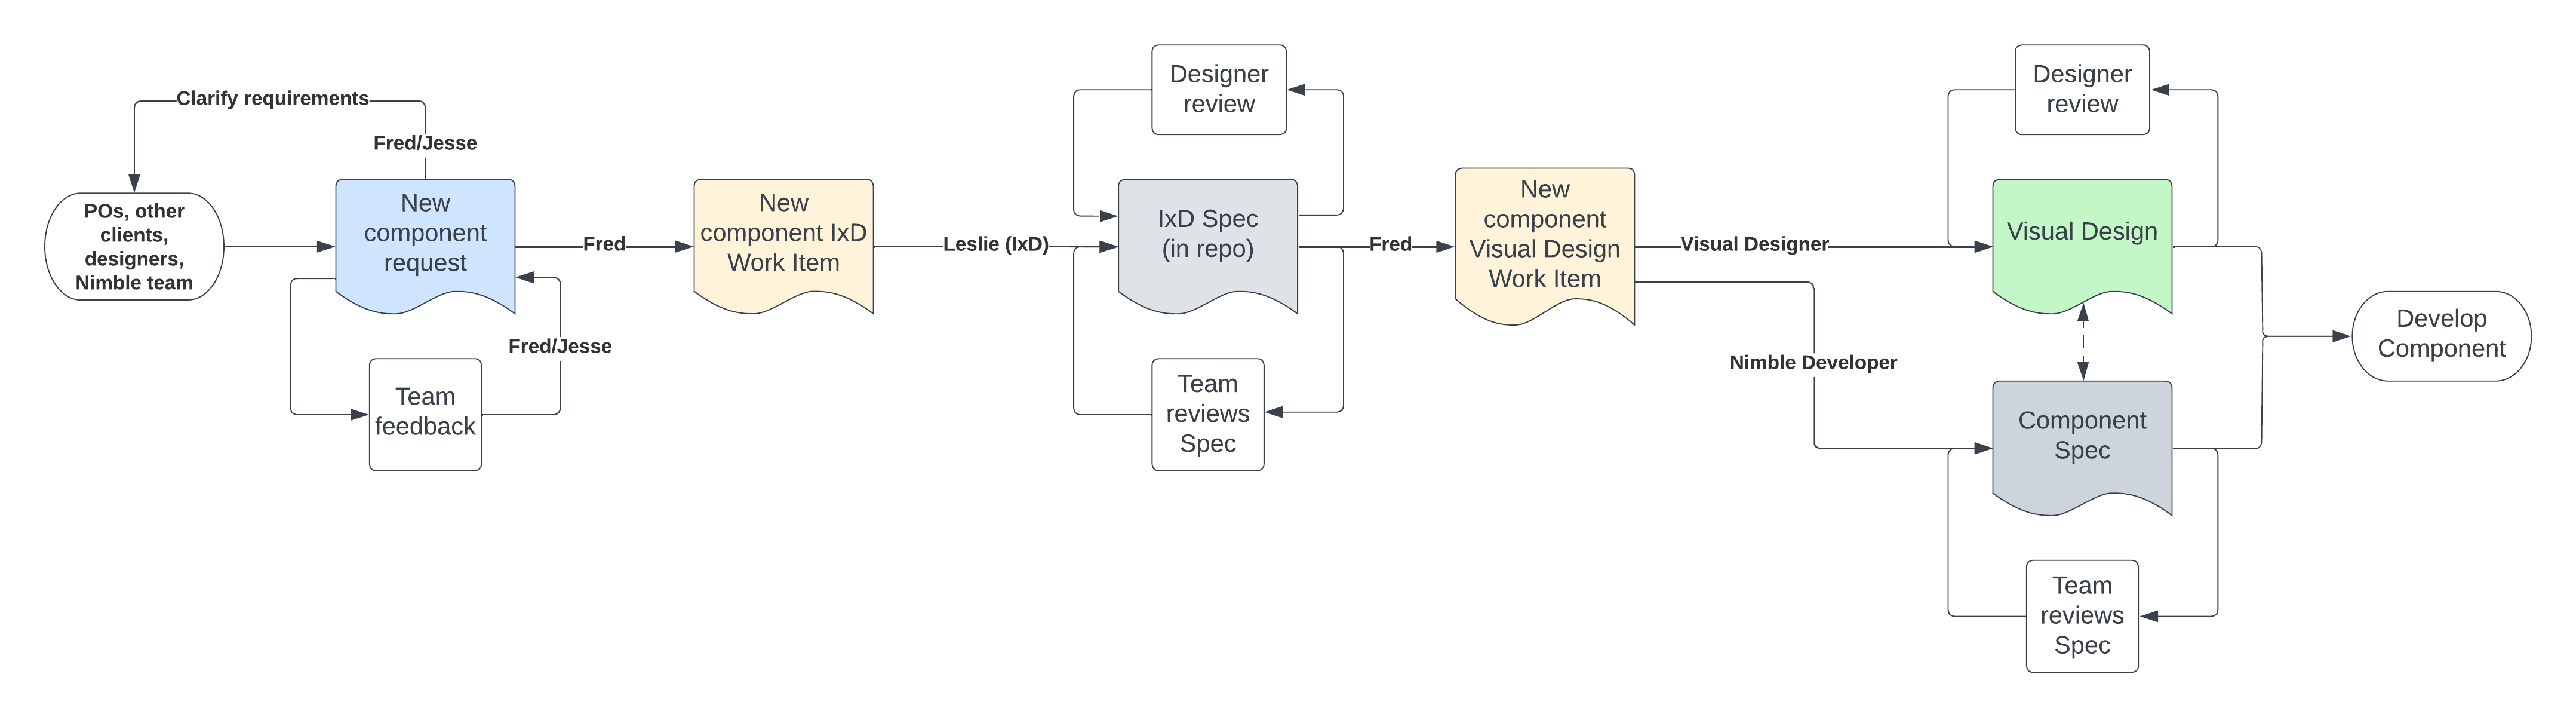 Clarify requirements
Fred/Jesse
POs, other
clients,
designers,
Nimble team
New
component
request
Fred/Jesse
Team
feedback
Fred
New
component IxD
Work Item
Leslie (IxD)
Designer
review
IxD Spec
(in repo)
Team
reviews
Spec
Fred
New
component
Visual Design
Work Item
Visual Designer
Nimble Developer
Designer
review
Visual Design
Component
Spec
Team
reviews
Spec
Develop
Component